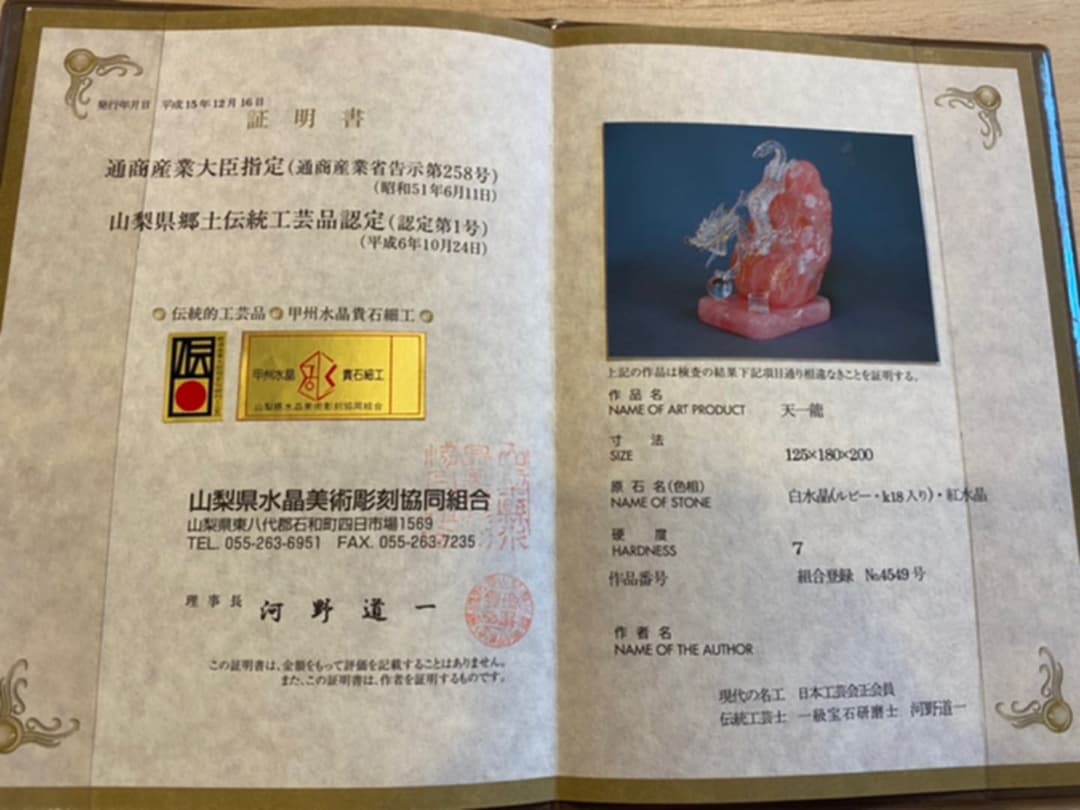 発行年月日 平成15年12月16日
証明書
通商産業大臣指定(通商産業省告示第258号)
(昭和51年6月11日)
山梨県郷土伝統工芸品認定(認定第1号)
(平成6年10月24日)
伝統的工芸品 甲州水晶貴石細工
伝
甲州水晶 貴石細工
山梨県水晶美術彫刻協同組合
山梨県水晶美術彫刻協同組合
山梨県東八代郡石和町四日市場1569
TEL. 055-263-6951 FAX. 055-263-7235
理事長 河野道一
この証明書は、金額をもって評価を記載することはありません。
また、この証明書は、作者を証明するものです。
上記の作品は検査の結果下記項目通り相違なきことを証明する。
作品名
NAME OF ART PRODUCT 天一龍
寸法
SIZE 125×180×200
原石名(色相)
NAME OF STONE 白水晶(ルビー・k18入り)・紅水晶
硬度
HARDNESS 7
作品番号 組合登録 №4549号
作者名
NAME OF THE AUTHOR
現代の名工 日本工芸会正会員
伝統工芸士 一級宝石研磨士 河野道一